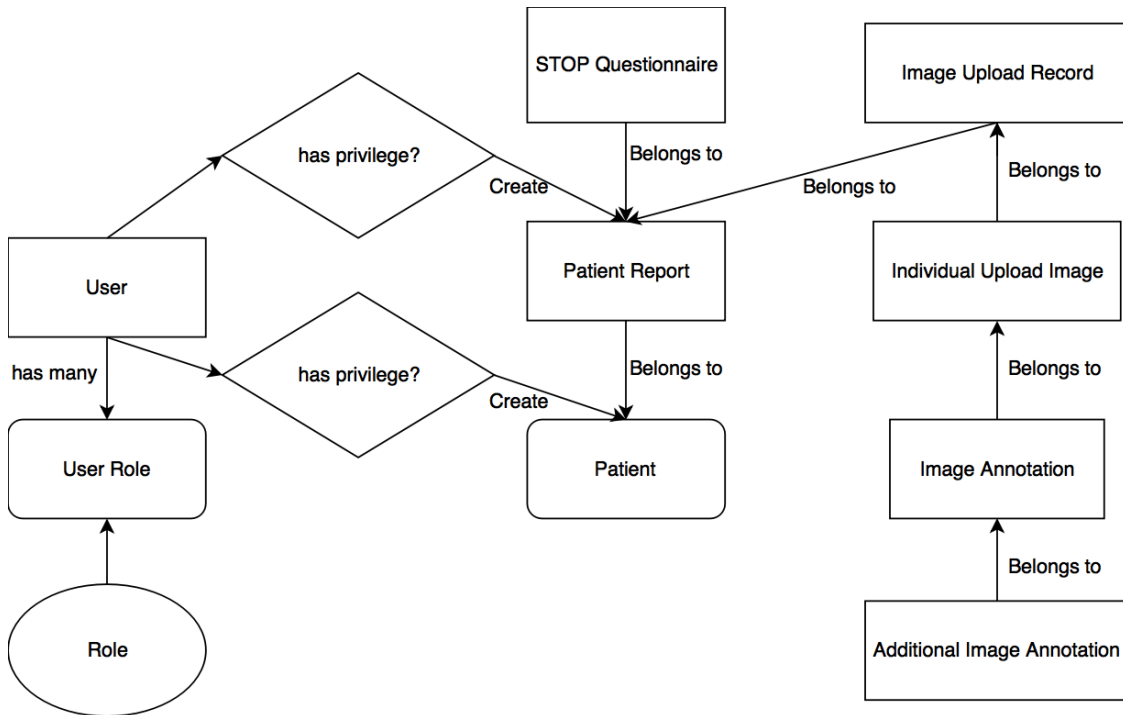 STOP Questionnaire
Image Upload Record
has privilege?
Belongs to
Belongs to
Belongs to
Create
User
Patient Report
Individual Upload Image
has many
has privilege?
Belongs to
Belongs to
Create
User Role
Patient
Image Annotation
Belongs to
Role
Additional Image Annotation